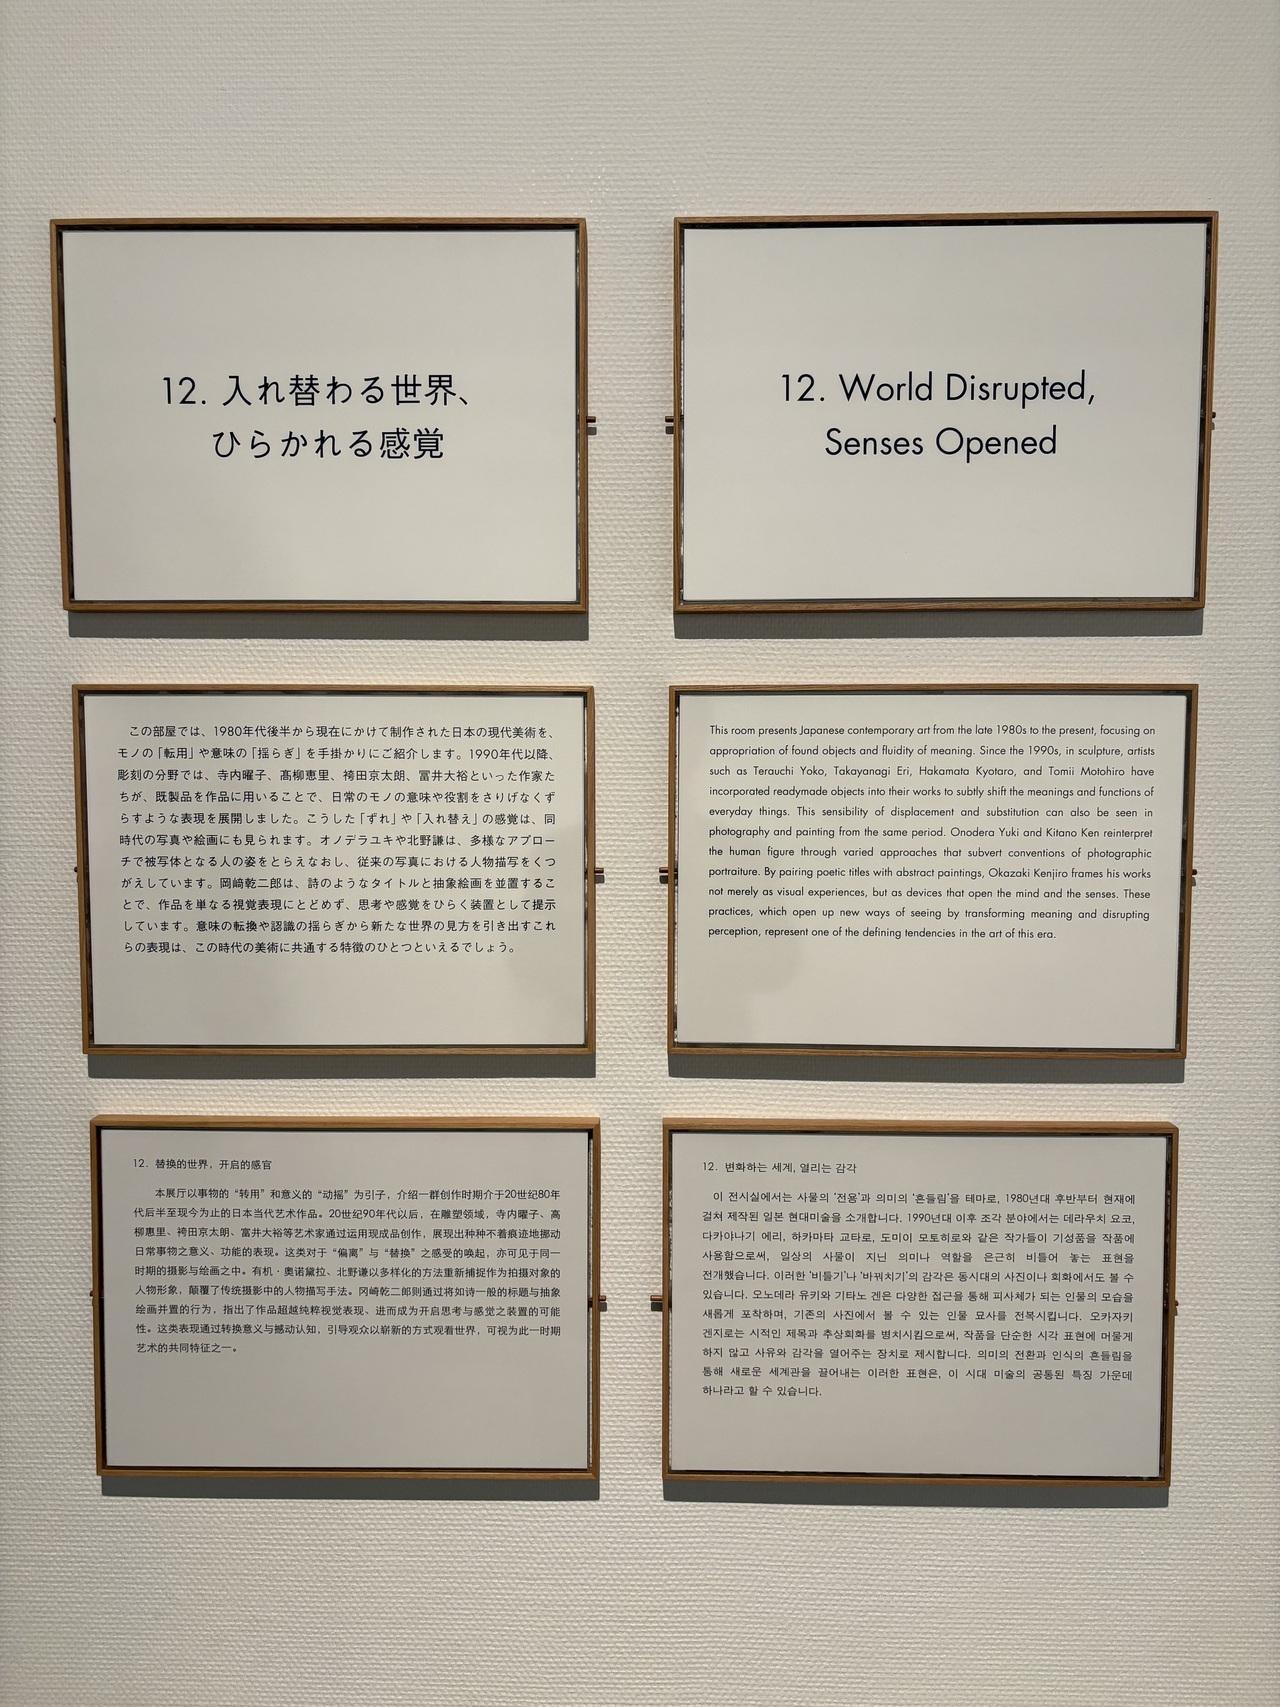 12. 入れ替わる世界、
ひらかれる感覚
12. World Disrupted,
Senses Opened
この部屋では、1980年代後半から現在にかけて制作された日本の現代美術を、
モノの「転用」や意味の「揺らぎ」を手掛かりにご紹介します。1990年代以降、
彫刻の分野では、寺内曜子、髙柳恵里、袴田京太朗、冨井大裕といった作家た
ちが、既製品を作品に用いることで、日常のモノの意味や役割をさりげなくず
らすような表現を展開しました。こうした「ずれ」や「入れ替え」の感覚は、同
時代の写真や絵画にも見られます。オノデラユキや北野謙は、多様なアプロー
チで被写体となる人の姿をとらえなおし、従来の写真における人物描写をくつ
がえしています。岡﨑乾二郎は、詩のようなタイトルと抽象絵画を並置するこ
とで、作品を単なる視覚表現にとどめず、思考や感覚をひらく装置として提示
しています。意味の転換や認識の揺らぎから新たな世界の見方を引き出すこれ
らの表現は、この時代の美術に共通する特徴のひとつといえるでしょう。
This room presents Japanese contemporary art from the late 1980s to the present, focusing on
appropriation of found objects and fluidity of meaning. Since the 1990s, in sculpture, artists
such as Terauchi Yoko, Takayanagi Eri, Hakamata Kyotaro, and Tomii Motohiro have
incorporated readymade objects into their works to subtly shift the meanings and functions of
everyday things. This sensibility of displacement and substitution can also be seen in
photography and painting from the same period. Onodera Yuki and Kitano Ken reinterpret
the human figure through varied approaches that subvert conventions of photographic
portraiture. By pairing poetic titles with abstract paintings, Okazaki Kenjiro frames his works
not merely as visual experiences, but as devices that open the mind and the senses. These
practices, which open up new ways of seeing by transforming meaning and disrupting
perception, represent one of the defining tendencies in the art of this era.
12. 替换的世界，开启的感官
本展厅以事物的“转用”和意义的“动摇”为引子，介绍一群创作时期介于20世纪80年
代后半至现今为止的日本当代艺术作品。20世纪90年代以后，在雕塑领域，寺内曜子、高
柳惠里、袴田京太朗、富井大裕等艺术家通过运用现成品创作，展现出种种不着痕迹地挪动
日常事物之意义、功能的表现。这类对于“偏离”与“替换”之感受的唤起，亦可见于同一
时期的摄影与绘画之中。有机·奥诺黛拉、北野谦以多样化的方法重新捕捉作为拍摄对象的
人物形象，颠覆了传统摄影中的人物描写手法。冈崎乾二郎则通过将如诗一般的标题与抽象
绘画并置的行为，指出了作品超越纯粹视觉表现、进而成为开启思考与感觉之装置的可能
性。这类表现通过转换意义与撼动认知，引导观众以崭新的方式观看世界，可视为此一时期
艺术的共同特征之一。
12. 변화하는 세계, 열리는 감각
이 전시실에서는 사물의 ‘전용’과 의미의 ‘흔들림’을 테마로, 1980년대 후반부터 현재에
걸쳐 제작된 일본 현대미술을 소개합니다. 1990년대 이후 조각 분야에서는 데라우치 요코,
다카야나기 에리, 하카마타 교타로, 도미이 모토히로와 같은 작가들이 기성품을 작품에
사용함으로써, 일상의 사물이 지닌 의미나 역할을 은근히 비틀어 놓는 표현을
전개했습니다. 이러한 ‘비틀기’나 ‘바꿔치기’의 감각은 동시대의 사진이나 회화에서도 볼 수
있습니다. 오노데라 유키와 기타노 겐은 다양한 접근을 통해 피사체가 되는 인물의 모습을
새롭게 포착하며, 기존의 사진에서 볼 수 있는 인물 묘사를 전복시킵니다. 오카자키
겐지로는 시적인 제목과 추상회화를 병치시킴으로써, 작품을 단순한 시각 표현에 머물게
하지 않고 사유와 감각을 열어주는 장치로 제시합니다. 의미의 전환과 인식의 흔들림을
통해 새로운 세계관을 끌어내는 이러한 표현은, 이 시대 미술의 공통된 특징 가운데
하나라고 할 수 있습니다.